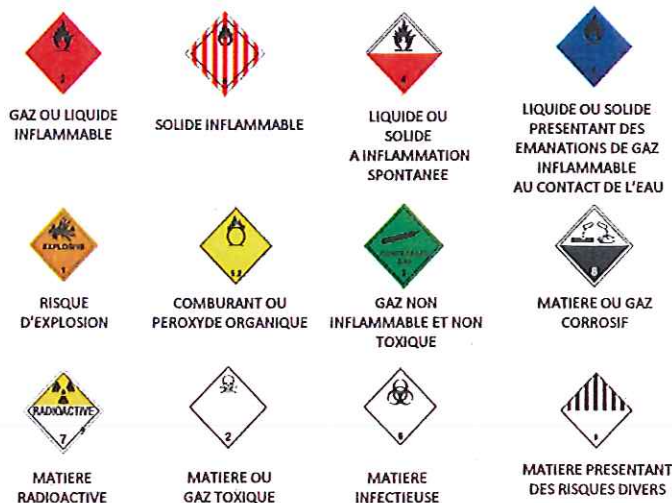 3
GAZ OU LIQUIDE
INFLAMMABLE
SOLIDE INFLAMMABLE
4
LIQUIDE OU
SOLIDE
A INFLAMMATION
SPONTANEE
LIQUIDE OU SOLIDE
PRESENTANT DES
EMANATIONS DE GAZ
INFLAMMABLE
AU CONTACT DE L'EAU
EXPLOSIVE
1
RISQUE
D'EXPLOSION
COMBURANT OU
PEROXYDE ORGANIQUE
GAZ NON
INFLAMMABLE ET NON
TOXIQUE
8
MATIERE OU GAZ
CORROSIF
RADIOACTIVE
7
MATIERE
RADIOACTIVE
2
MATIERE OU
GAZ TOXIQUE
6
MATIERE
INFECTIEUSE
MATIERE PRESENTANT
DES RISQUES DIVERS